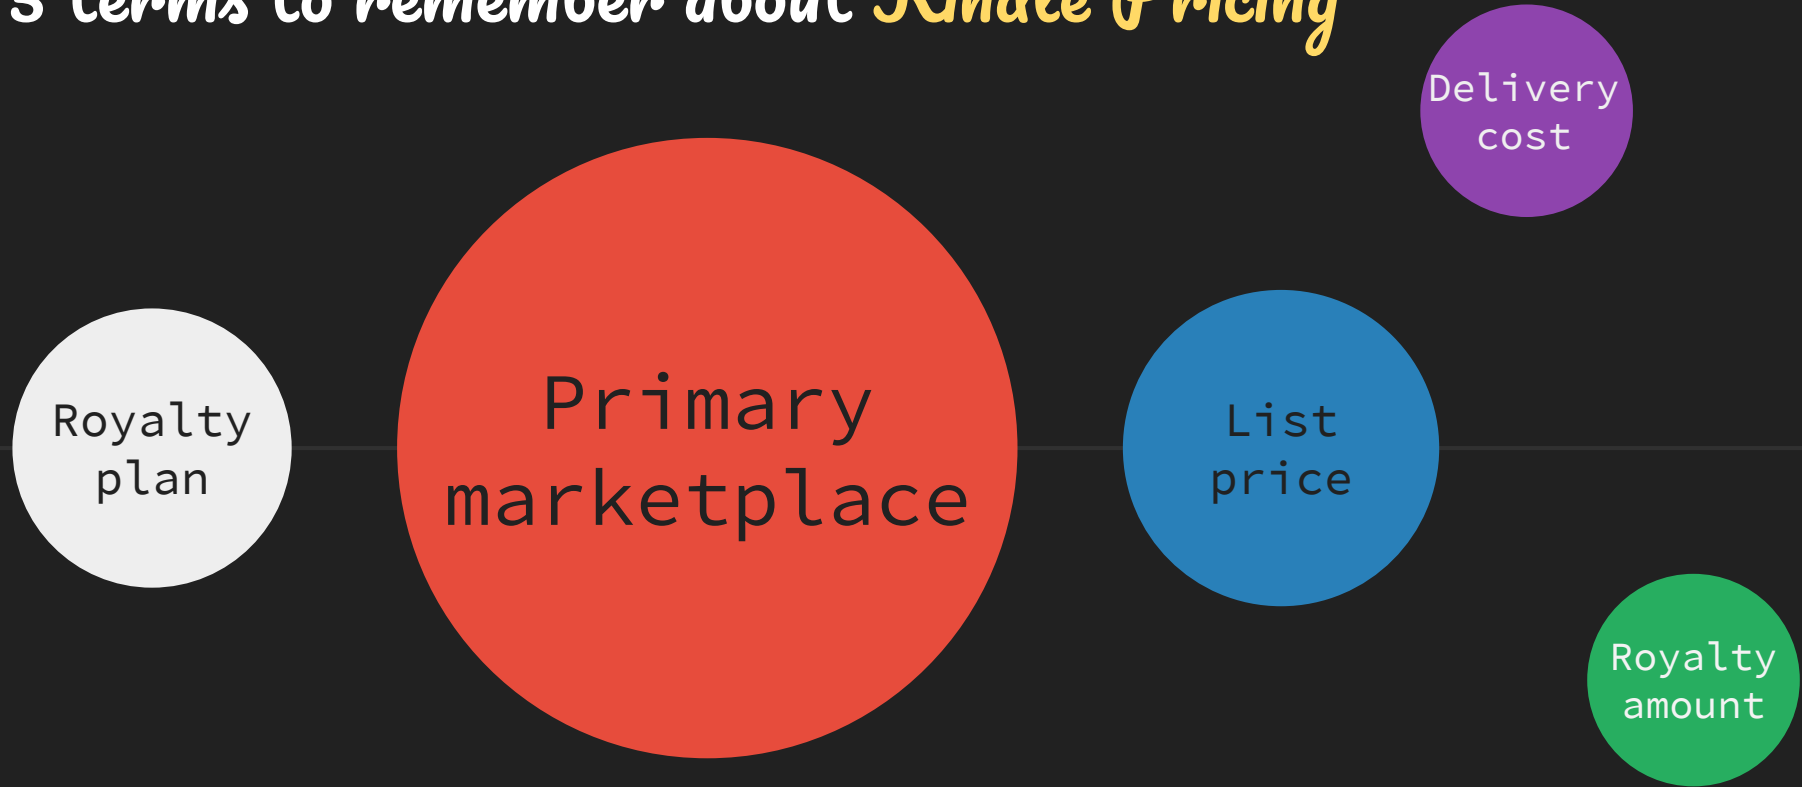 5 terms to remember about Kindle Pricing
Delivery
cost
Royalty
plan
Primary
marketplace
List
price
Royalty
amount